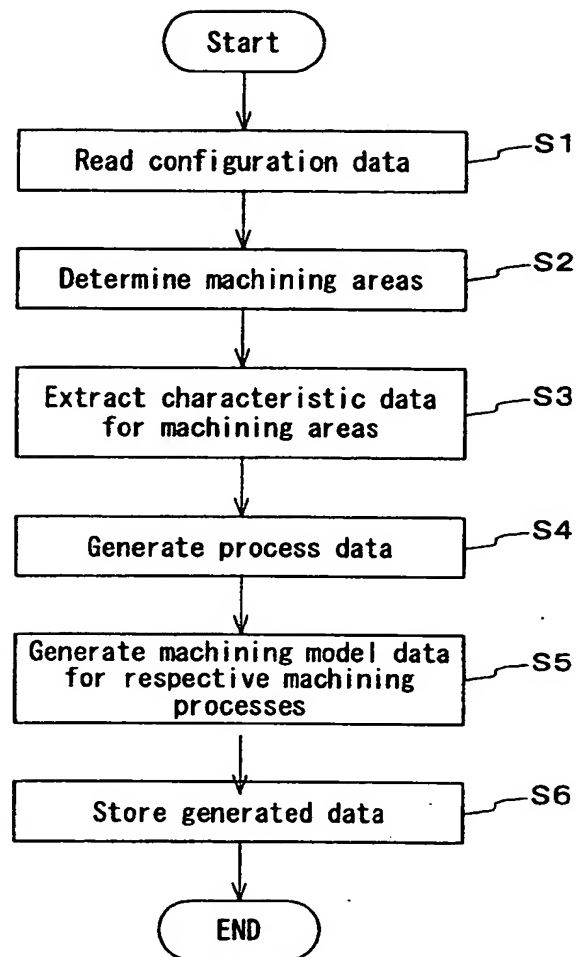 Start
Read configuration data
S1
Determine machining areas
S2
Extract characteristic data
for machining areas
S3
Generate process data
S4
Generate machining model data
for respective machining
processes
S5
Store generated data
S6
END